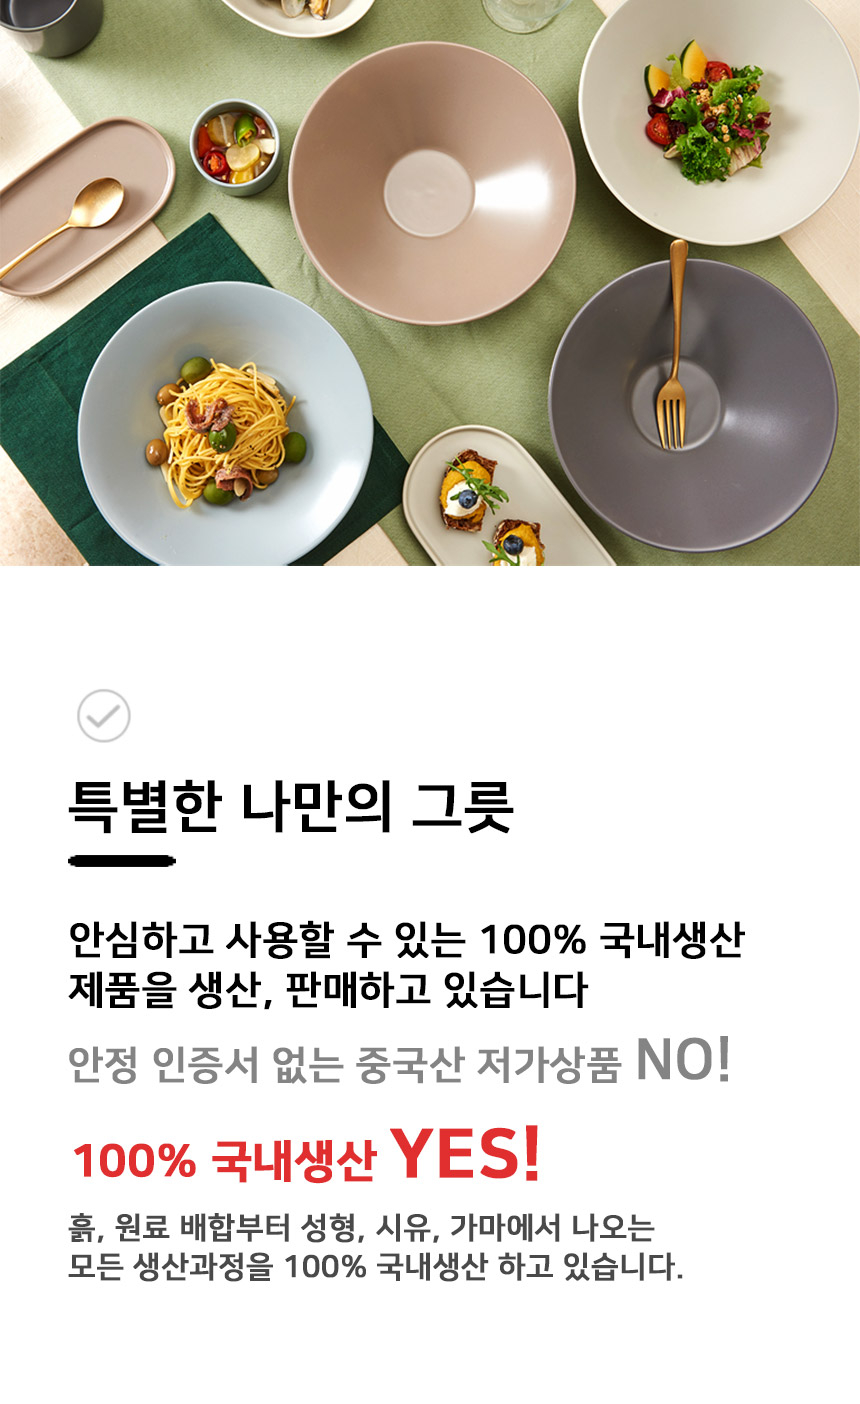 특별한 나만의 그릇
안심하고 사용할 수 있는 100% 국내생산
제품을 생산, 판매하고 있습니다
안정 인증서 없는 중국산 저가상품 NO!
100% 국내생산 YES!
흙, 원료 배합부터 성형, 시유, 가마에서 나오는
모든 생산과정을 100% 국내생산 하고 있습니다.